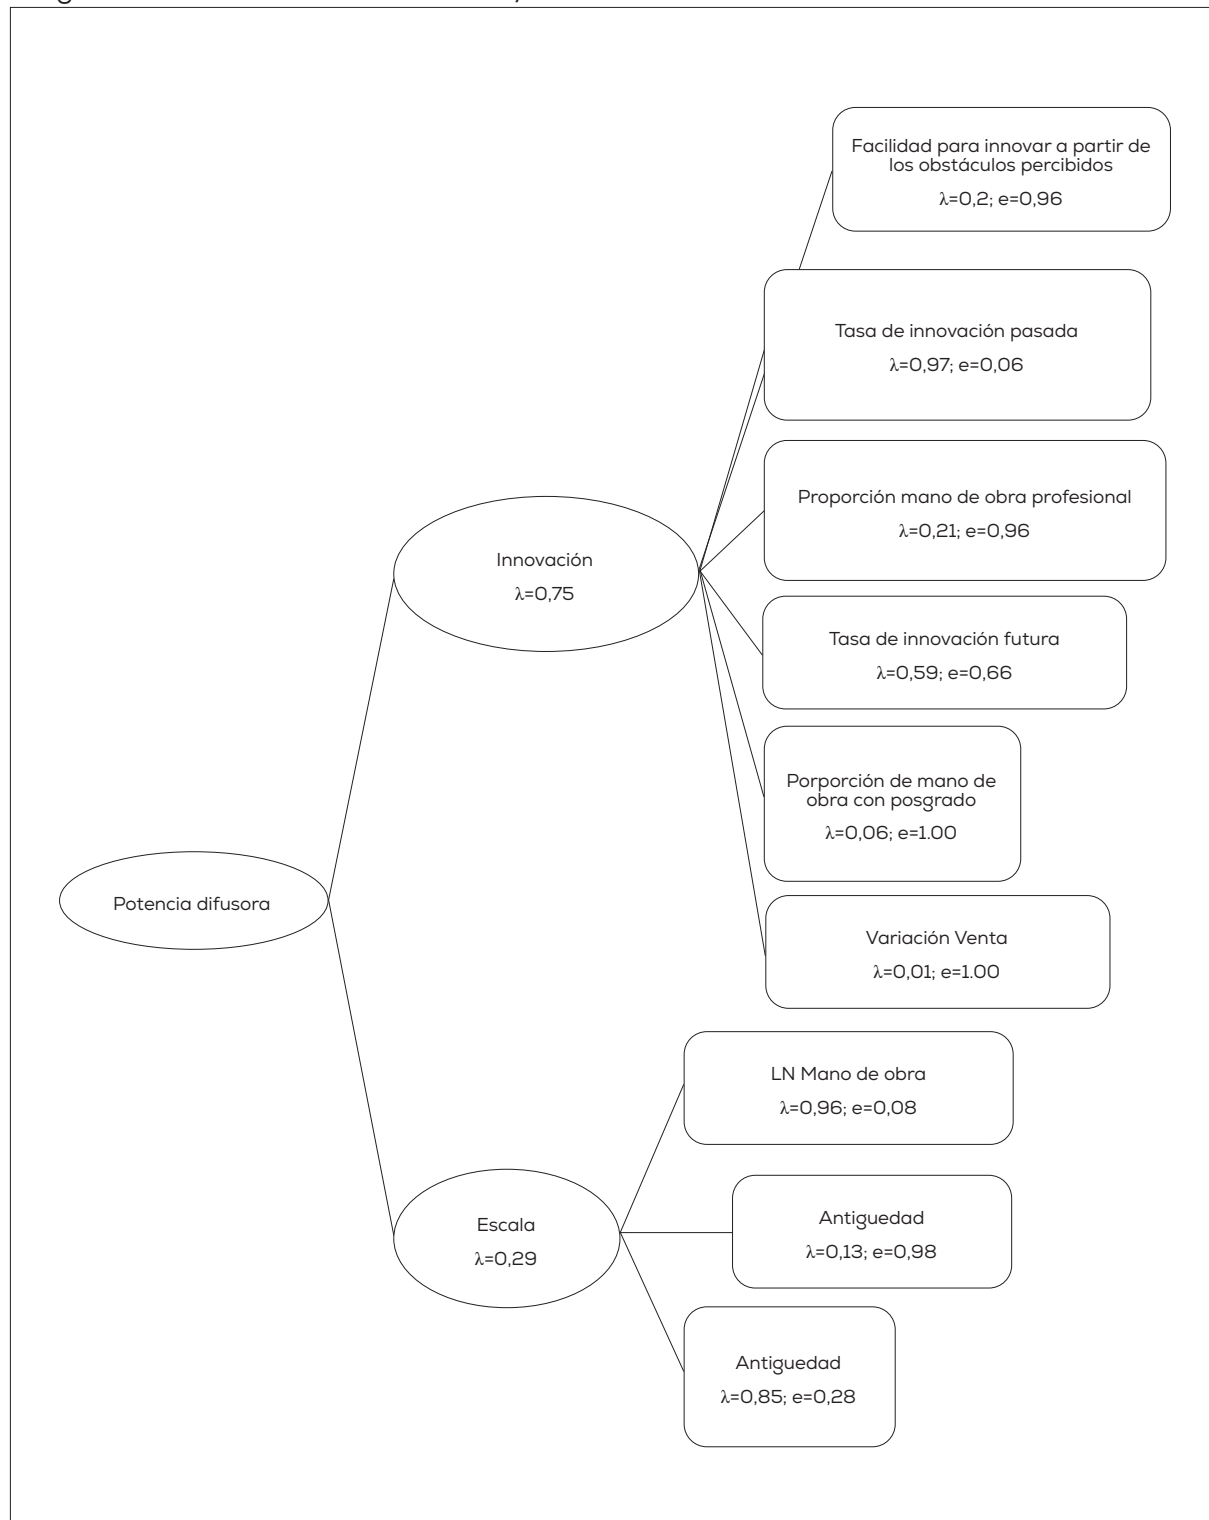 Facilidad para innovar a partir de
los obstáculos percibidos
λ=0,2; e=0,96
Tasa de innovación pasada
λ=0,97; e=0,06
Proporción mano de obra profesional
λ=0,21; e=0,96
Innovación
λ=0,75
Tasa de innovación futura
λ=0,59; e=0,66
Porporción de mano de
obra con posgrado
λ=0,06; e=1.00
Potencia difusora
Variación Venta
λ=0,01; e=1.00
LN Mano de obra
λ=0,96; e=0,08
Escala
λ=0,29
Antiguedad
λ=0,13; e=0,98
Antiguedad
λ=0,85; e=0,28